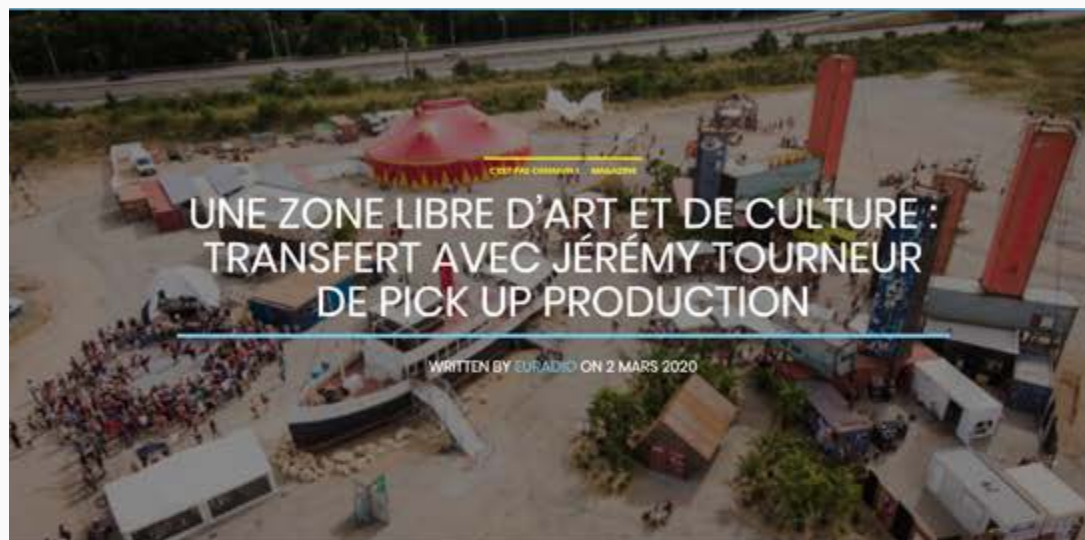 C'EST PAS COMMUN ! MAGAZINE
UNE ZONE LIBRE D'ART ET DE CULTURE :
TRANSFERT AVEC JÉRÉMY TOURNEUR
DE PICK UP PRODUCTION
WRITTEN BY EURADIO ON 2 MARS 2020